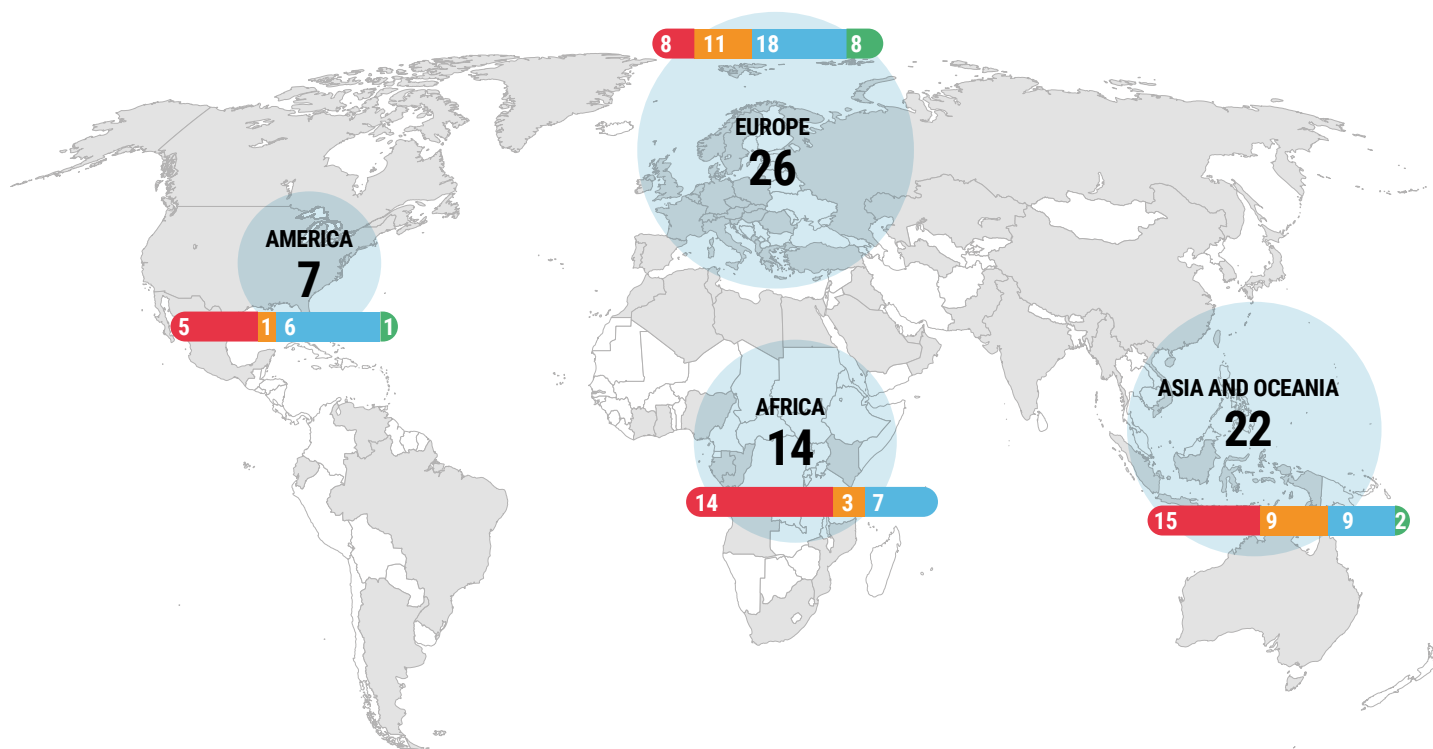 8 11 18 8
EUROPE
26
AMERICA
7
5 1 6 1
AFRICA
14
14 3 7
ASIA AND OCEANIA
22
15 9 9 2